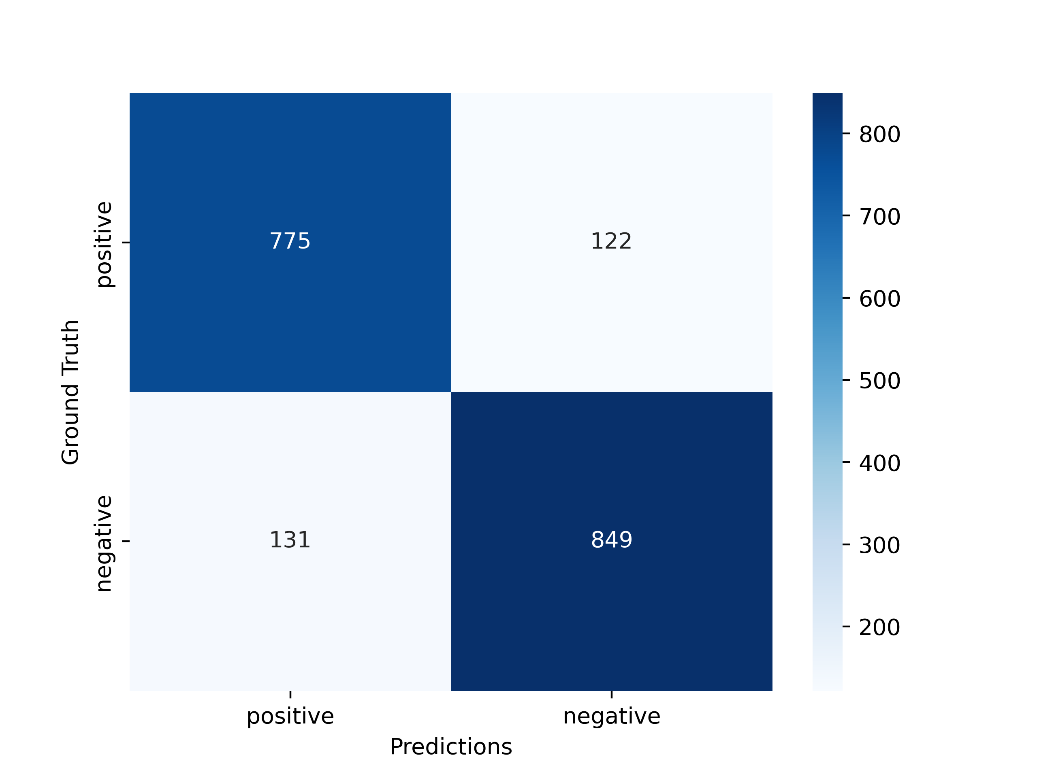 775 122
131 849
positive
negative
Ground Truth
positive negative
Predictions
800
700
600
500
400
300
200